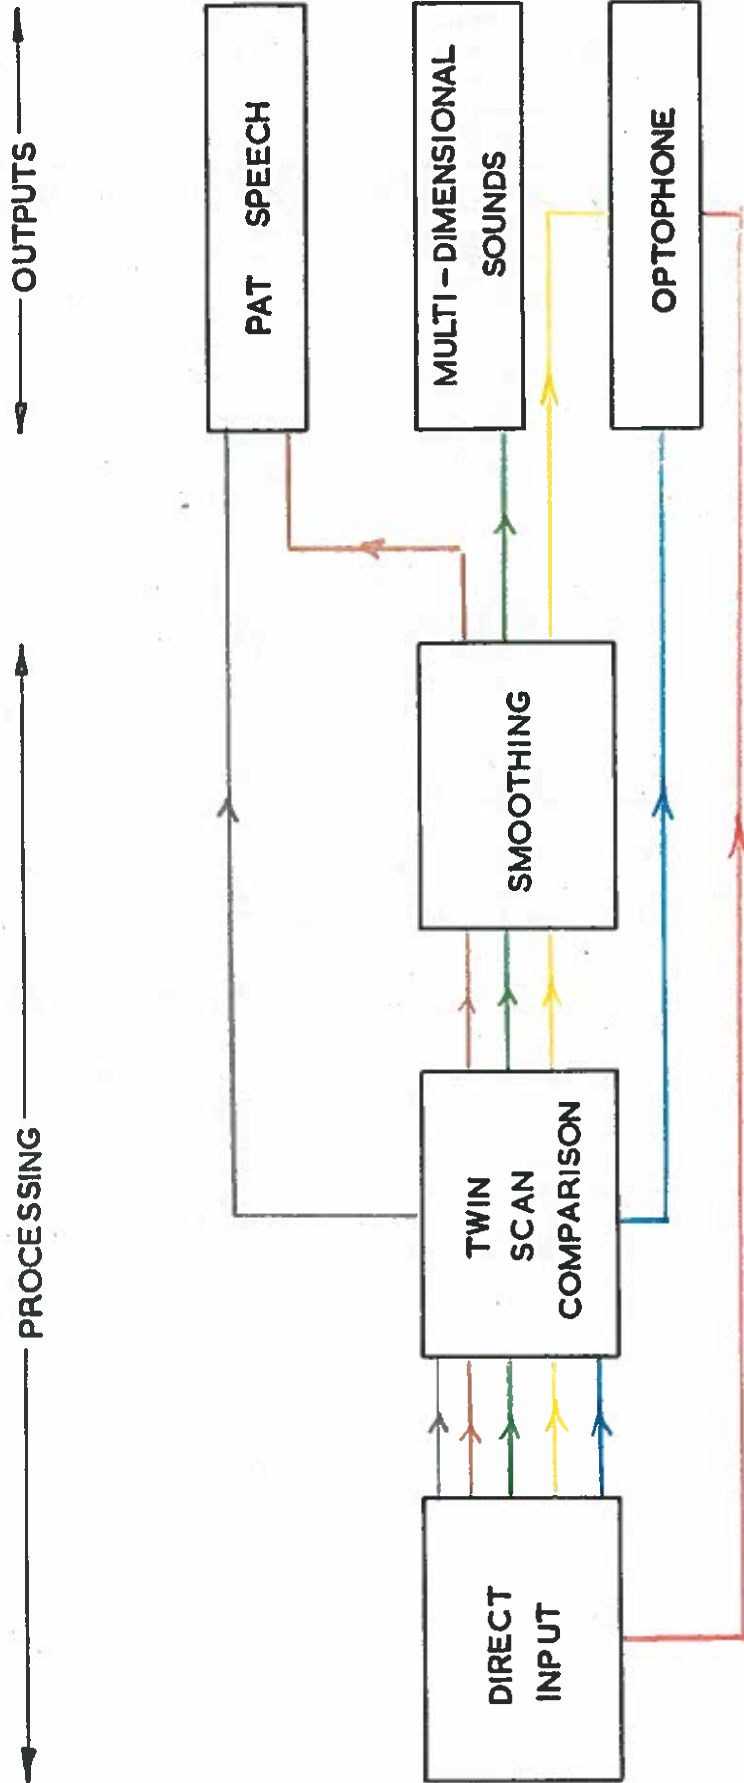 PROCESSING
OUTPUTS
DIRECT
INPUT
TWIN
SCAN
COMPARISON
SMOOTHING
PAT SPEECH
MULTI-DIMENSIONAL
SOUNDS
OPTOPHONE